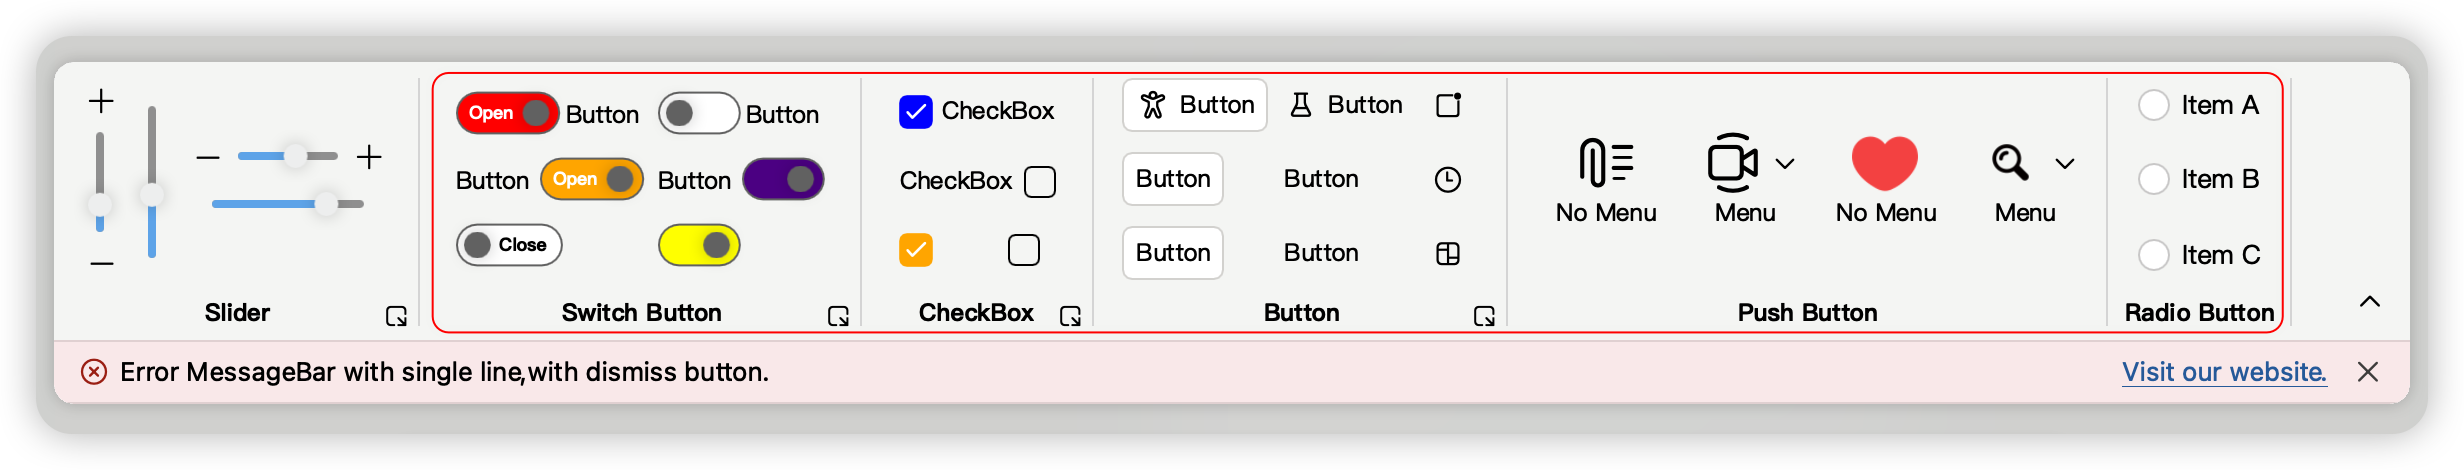 Slider
Open Button Button
Button Open Button
Close
Switch Button
CheckBox
CheckBox
CheckBox
Button Button
Button Button
Button Button
Button
No Menu Menu No Menu Menu
Push Button
Item A
Item B
Item C
Radio Button
Error MessageBar with single line,with dismiss button. Visit our website.